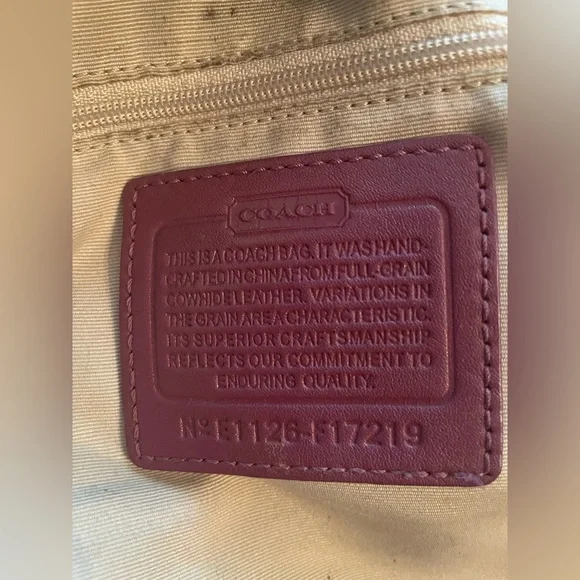 COACH
THIS IS A COACH BAG. IT WAS HAND-
CRAFTED IN CHINA FROM FULL-GRAIN
COWHIDE LEATHER. VARIATIONS IN
THE GRAIN ARE A CHARACTERISTIC.
ITS SUPERIOR CRAFTSMANSHIP
REFLECTS OUR COMMITMENT TO
ENDURING QUALITY.
Nº E1126-F17219